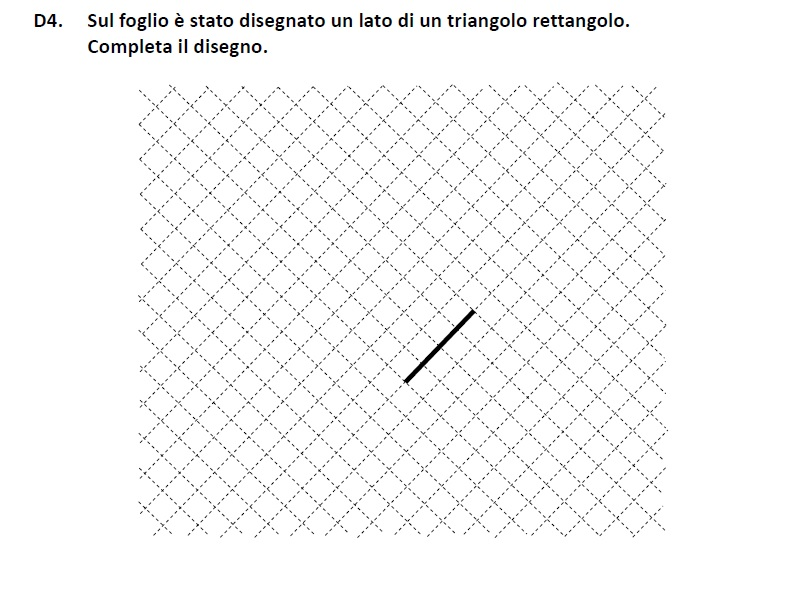 D4. Sul foglio è stato disegnato un lato di un triangolo rettangolo.
Completa il disegno.